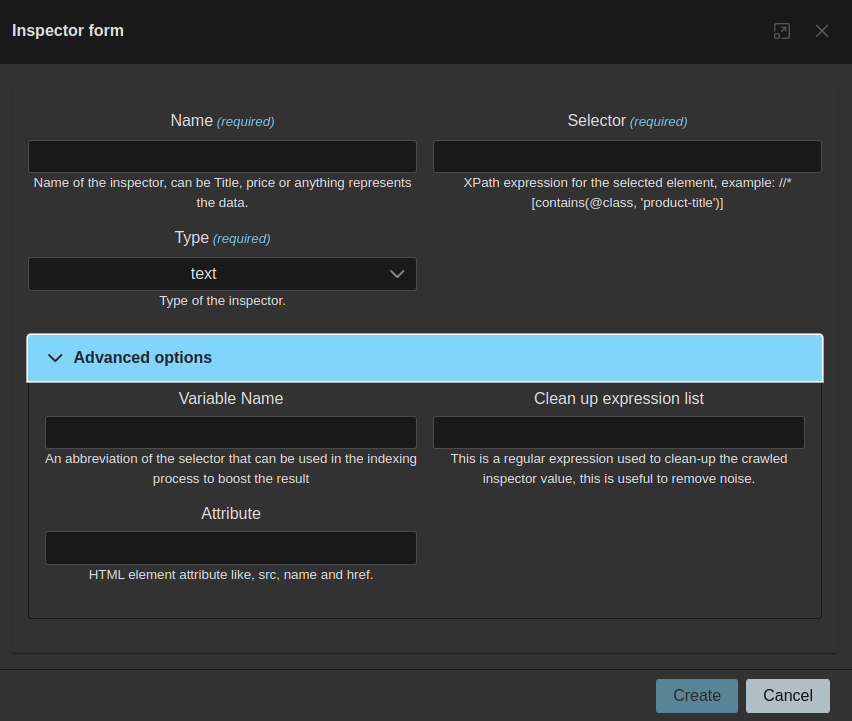 Inspector form
Name (required)
Selector (required)
Name of the inspector, can be Title, price or anything represents
the data.
XPath expression for the selected element, example: //*
[contains(@class, 'product-title')]
Type (required)
text
Type of the inspector.
Advanced options
Variable Name
Clean up expression list
An abbreviation of the selector that can be used in the indexing
process to boost the result
This is a regular expression used to clean-up the crawled
inspector value, this is useful to remove noise.
Attribute
HTML element attribute like, src, name and href.
Create
Cancel